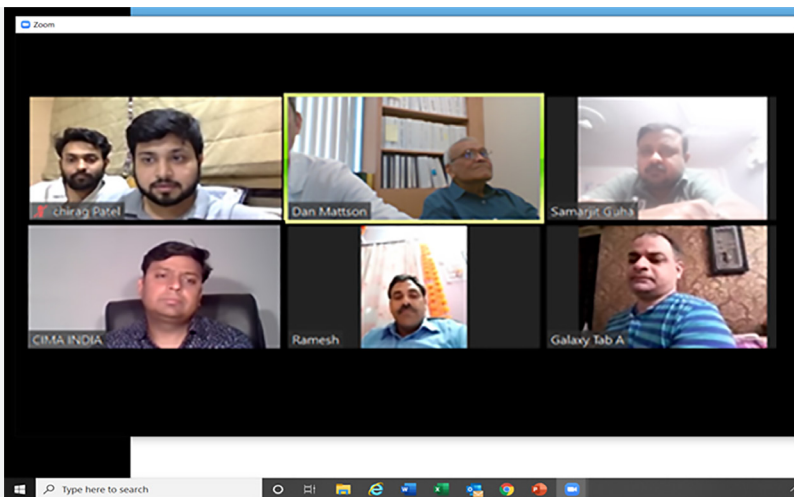 Zoom
chirag Patel
Dan Mattson
Samarjit Guha
CIMA INDIA
Ramesh
Galaxy Tab A
Type here to search